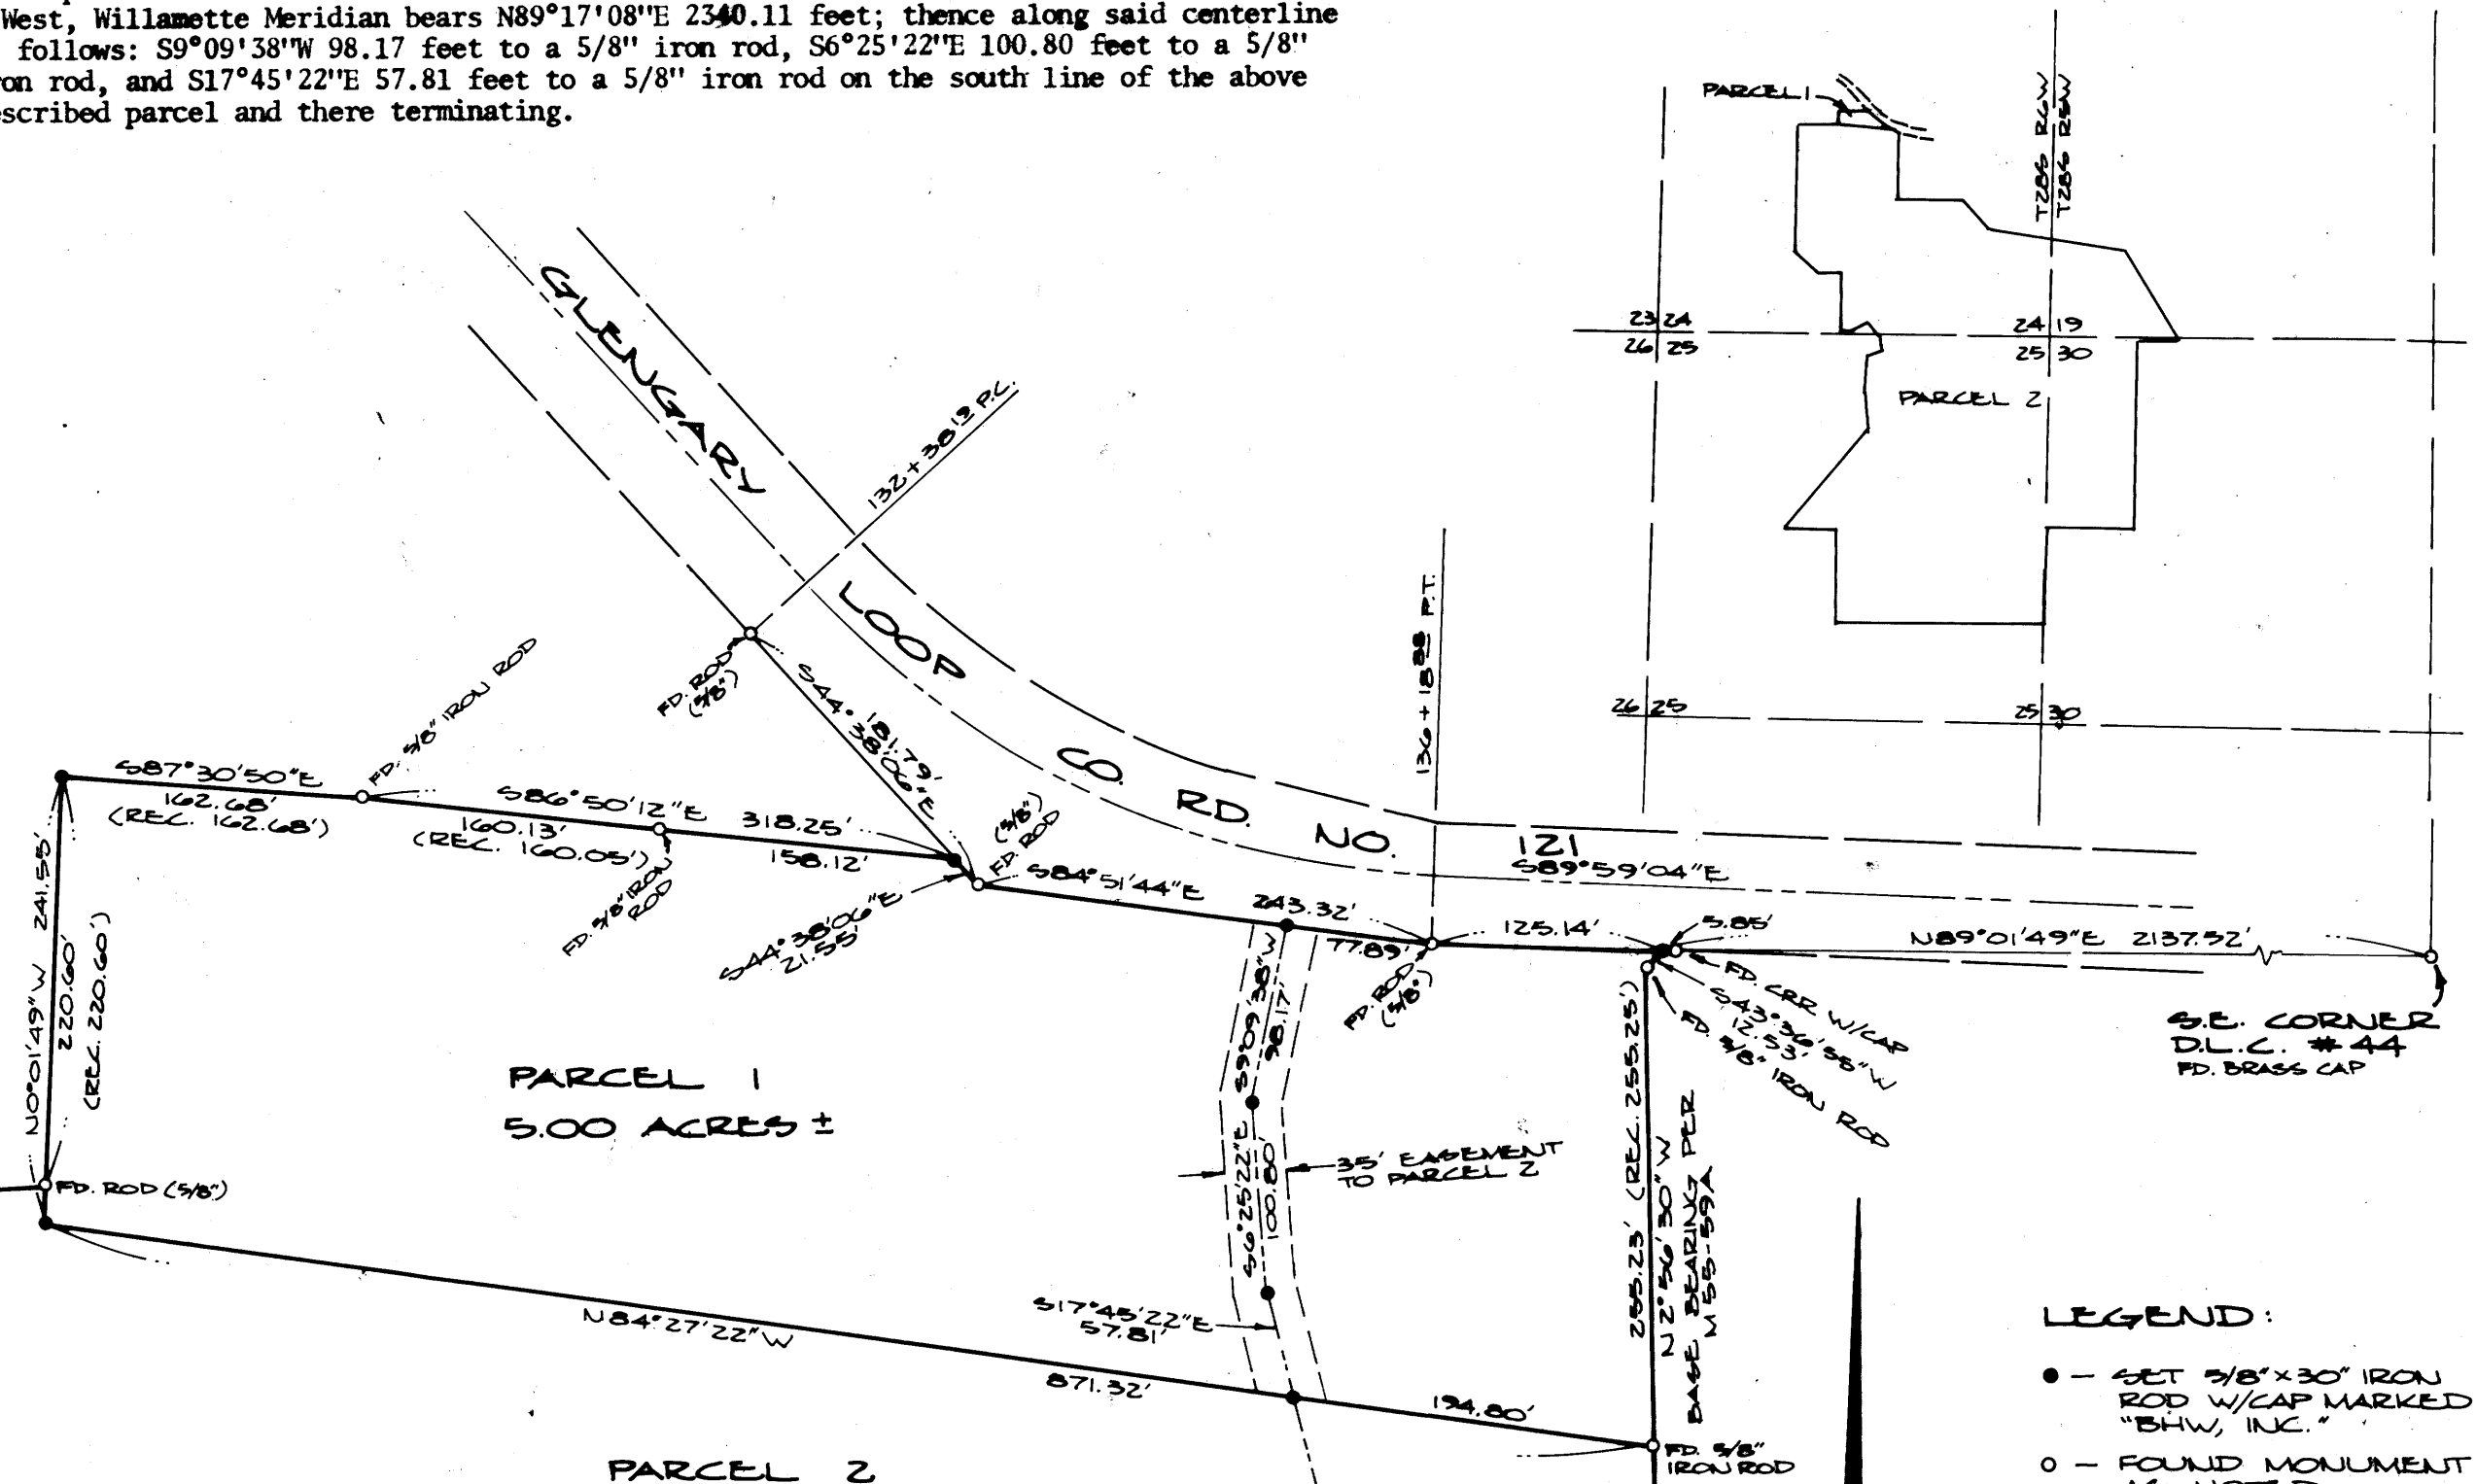 West, Willamette Meridian bears N89°17'08"E 2340.11 feet; thence along said centerline
follows: S9°09'38"W 98.17 feet to a 5/8" iron rod, S6°25'22"E 100.80 feet to a 5/8"
on rod, and S17°45'22"E 57.81 feet to a 5/8" iron rod on the south line of the above
scribed parcel and there terminating.
PARCEL 1
T28S R6W
T28S R5W
23 24
26 25
24 19
25 30
PARCEL 2
26 25
25 30
GLENGARY
LOOP
CO. RD. NO. 121
132+38.19 P.C.
136+18.88 P.T.
FD. ROD
(5/8")
S44°38'06"E
181.79'
FD. 5/8" IRON ROD
S87°30'50"E
162.68'
(REC. 162.68')
S86°50'12"E 318.25'
160.13'
(REC. 160.05')
158.12'
FD. 5/8" IRON
ROD
S44°38'06"E
21.55'
FD. ROD
(5/8")
S84°51'44"E
243.32'
77.89'
FD. ROD
(5/8")
S89°59'04"E
125.14'
5.85'
N89°01'49"E 2137.52'
FD. CRR W/CAP
S43°36'58"W
12.53'
FD. 5/8" IRON ROD
S.E. CORNER
D.L.C. #44
FD. BRASS CAP
N0°01'49"W 241.55'
220.60'
(REC. 220.60')
FD. ROD (5/8")
PARCEL 1
5.00 ACRES ±
S9°09'38"W
98.17'
S6°25'22"E
100.80'
35' EASEMENT
TO PARCEL 2
S17°45'22"E
57.81'
255.23' (REC. 255.25')
N2°56'30"W
BASE BEARING PER
M55-59A
N84°27'22"W
871.32'
194.80'
FD. 5/8"
IRON ROD
PARCEL 2
LEGEND:
● - SET 5/8"x30" IRON
ROD W/CAP MARKED
"BHW, INC."
○ - FOUND MONUMENT
AS NOTED